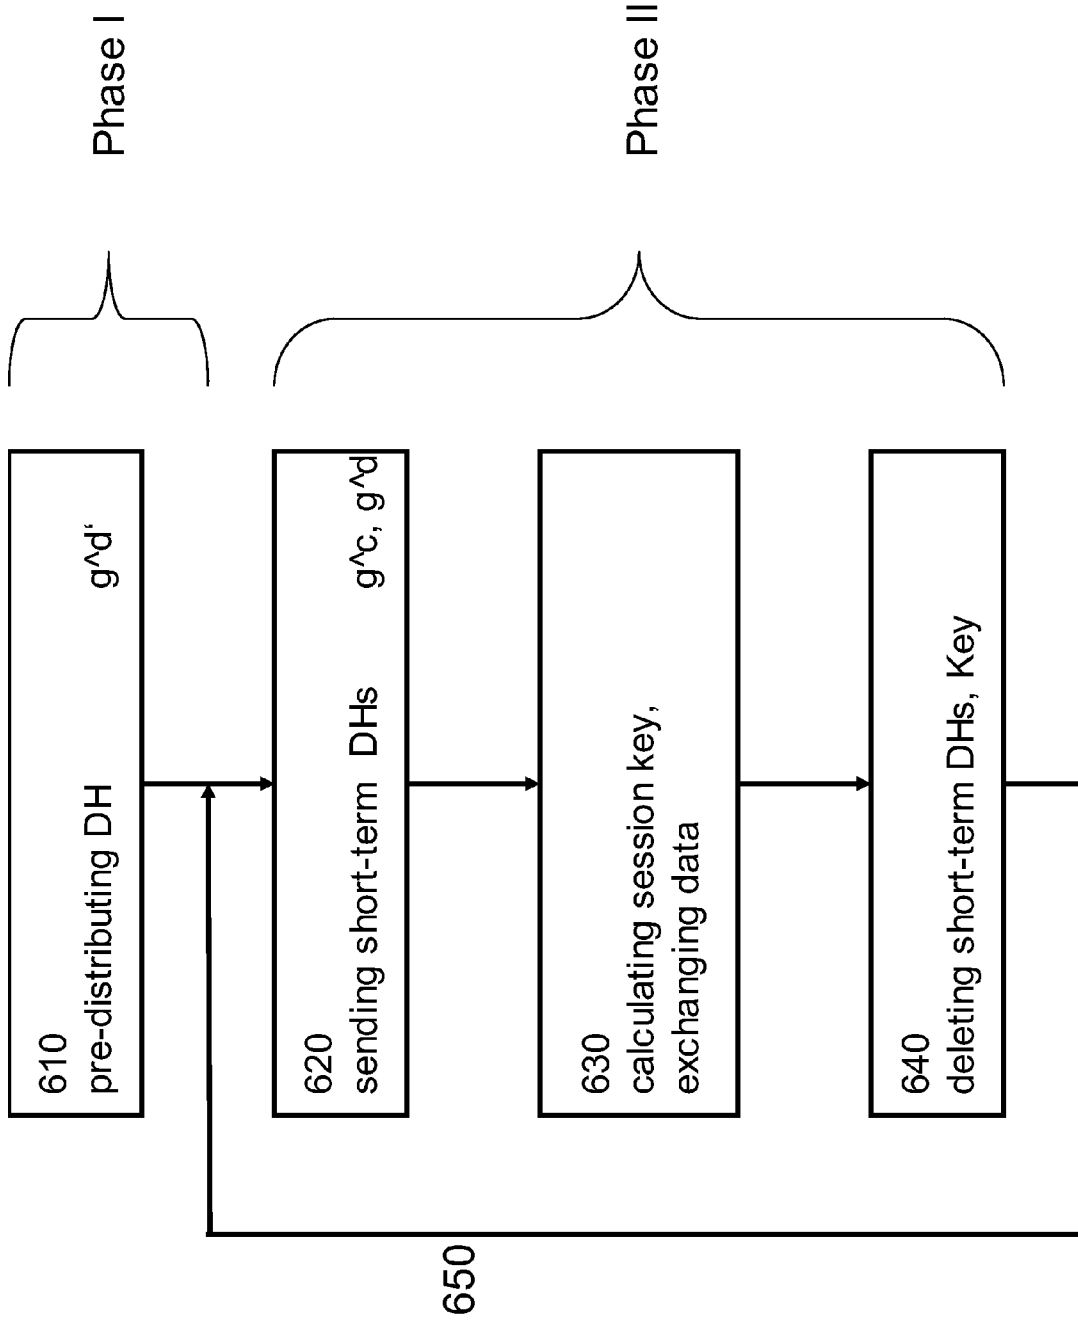 Phase I
610
pre-distributing DH g^d‘
620
sending short-term DHs g^c, g^d
Phase II
630
calculating session key,
exchanging data
640
deleting short-term DHs, Key
650